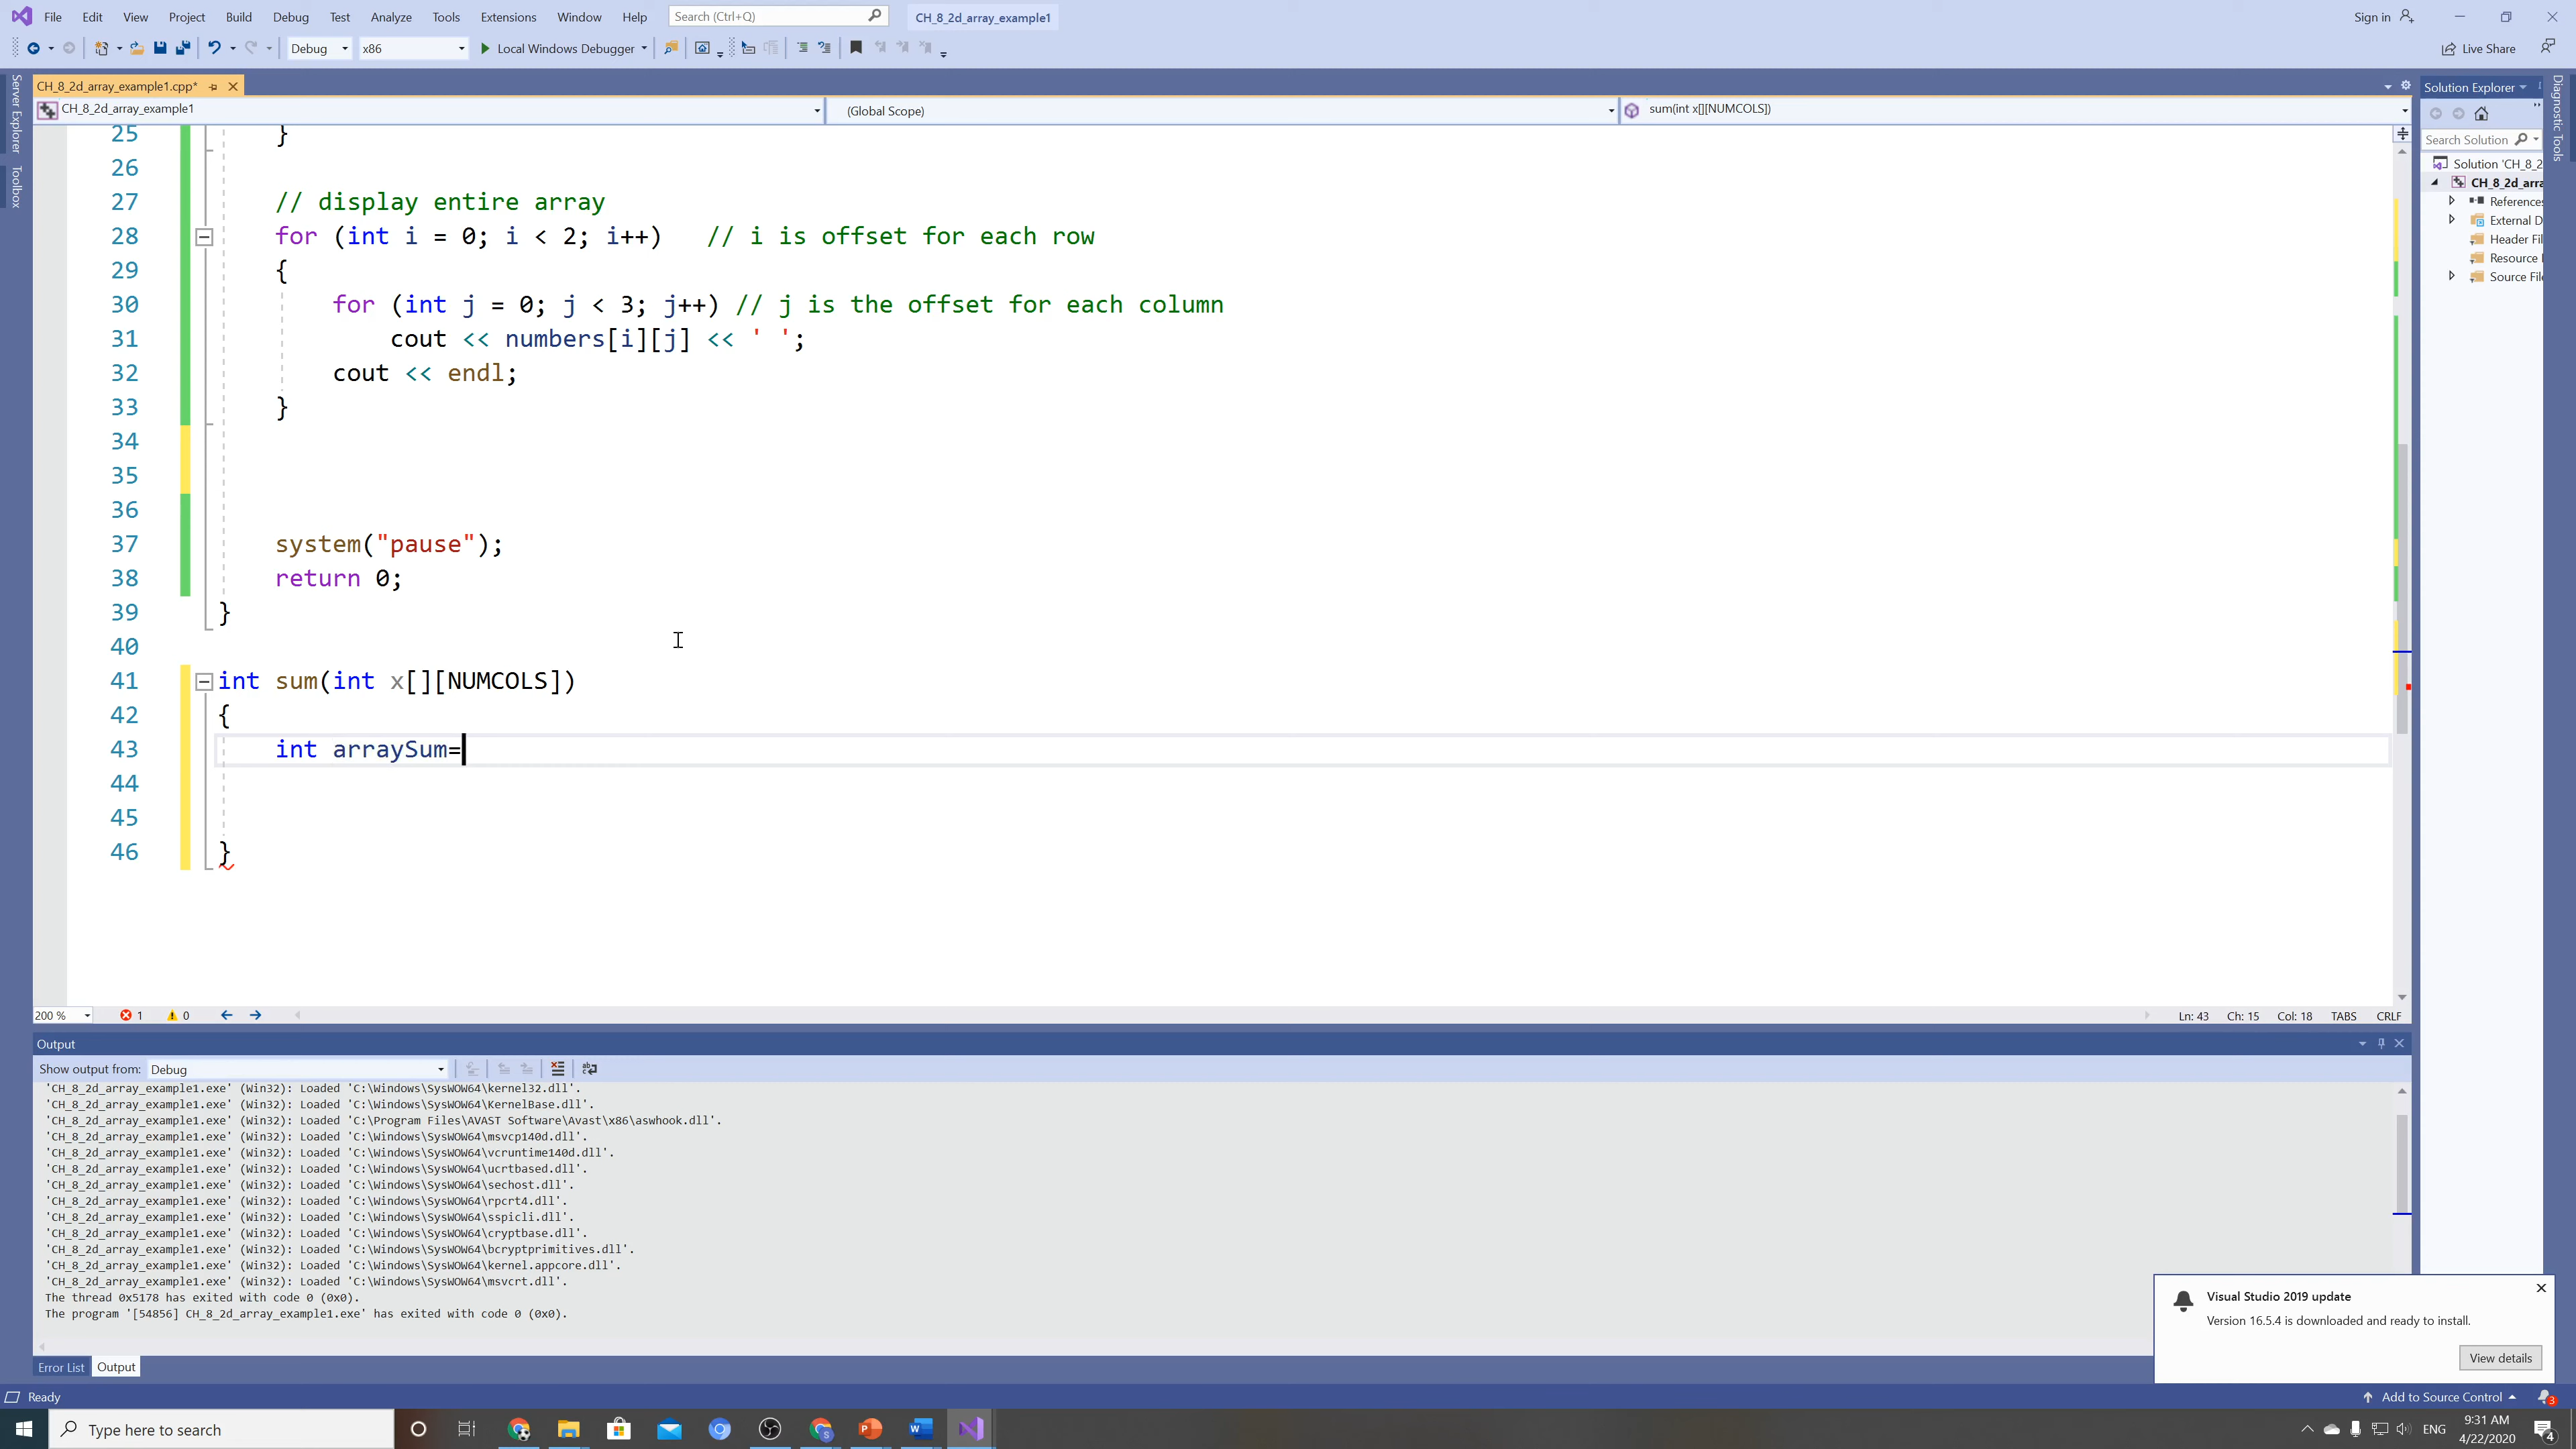 File Edit View Project Build Debug Test Analyze Tools Extensions Window Help Search (Ctrl+Q) CH_8_2d_array_example1 Sign in
Debug x86 Local Windows Debugger Live Share
Server Explorer
Toolbox
CH_8_2d_array_example1.cpp*
CH_8_2d_array_example1 (Global Scope) sum(int x[][NUMCOLS])
25 }
26
27 // display entire array
28 for (int i = 0; i < 2; i++) // i is offset for each row
29 {
30 for (int j = 0; j < 3; j++) // j is the offset for each column
31 cout << numbers[i][j] << ' ';
32 cout << endl;
33 }
34
35
36
37 system("pause");
38 return 0;
39 }
40
41 int sum(int x[][NUMCOLS])
42 {
43 int arraySum=
44
45
46 }
200 % 1 0 Ln: 43 Ch: 15 Col: 18 TABS CRLF
Solution Explorer
Search Solution
Solution 'CH_8_2
CH_8_2d_arra
References
External D
Header Fil
Resource
Source File
Diagnostic Tools
Output
Show output from: Debug
'CH_8_2d_array_example1.exe' (Win32): Loaded 'C:\Windows\SysWOW64\kernel32.dll'.
'CH_8_2d_array_example1.exe' (Win32): Loaded 'C:\Windows\SysWOW64\KernelBase.dll'.
'CH_8_2d_array_example1.exe' (Win32): Loaded 'C:\Program Files\AVAST Software\Avast\x86\aswhook.dll'.
'CH_8_2d_array_example1.exe' (Win32): Loaded 'C:\Windows\SysWOW64\msvcp140d.dll'.
'CH_8_2d_array_example1.exe' (Win32): Loaded 'C:\Windows\SysWOW64\vcruntime140d.dll'.
'CH_8_2d_array_example1.exe' (Win32): Loaded 'C:\Windows\SysWOW64\ucrtbased.dll'.
'CH_8_2d_array_example1.exe' (Win32): Loaded 'C:\Windows\SysWOW64\sechost.dll'.
'CH_8_2d_array_example1.exe' (Win32): Loaded 'C:\Windows\SysWOW64\rpcrt4.dll'.
'CH_8_2d_array_example1.exe' (Win32): Loaded 'C:\Windows\SysWOW64\sspicli.dll'.
'CH_8_2d_array_example1.exe' (Win32): Loaded 'C:\Windows\SysWOW64\cryptbase.dll'.
'CH_8_2d_array_example1.exe' (Win32): Loaded 'C:\Windows\SysWOW64\bcryptprimitives.dll'.
'CH_8_2d_array_example1.exe' (Win32): Loaded 'C:\Windows\SysWOW64\kernel.appcore.dll'.
'CH_8_2d_array_example1.exe' (Win32): Loaded 'C:\Windows\SysWOW64\msvcrt.dll'.
The thread 0x5178 has exited with code 0 (0x0).
The program '[54856] CH_8_2d_array_example1.exe' has exited with code 0 (0x0).
Error List Output
Visual Studio 2019 update
Version 16.5.4 is downloaded and ready to install.
View details
Ready Add to Source Control 3
Type here to search ENG 9:31 AM
4/22/2020 4